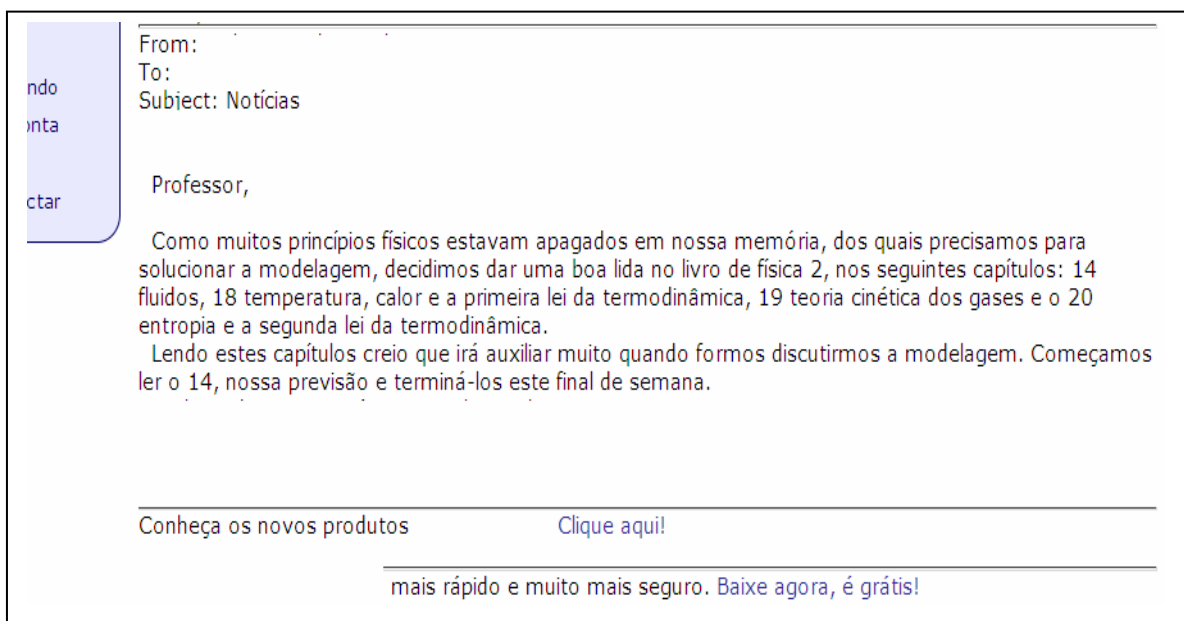 From:
To:
ndo
Subject: Notícias
onta
Professor,
ctar
Como muitos princípios físicos estavam apagados em nossa memória, dos quais precisamos para
solucionar a modelagem, decidimos dar uma boa lida no livro de física 2, nos seguintes capítulos: 14
fluidos, 18 temperatura, calor e a primeira lei da termodinâmica, 19 teoria cinética dos gases e o 20
entropia e a segunda lei da termodinâmica.
Lendo estes capítulos creio que irá auxiliar muito quando formos discutirmos a modelagem. Começamos
ler o 14, nossa previsão e terminá-los este final de semana.
Conheça os novos produtos Clique aqui!
mais rápido e muito mais seguro. Baixe agora, é grátis!